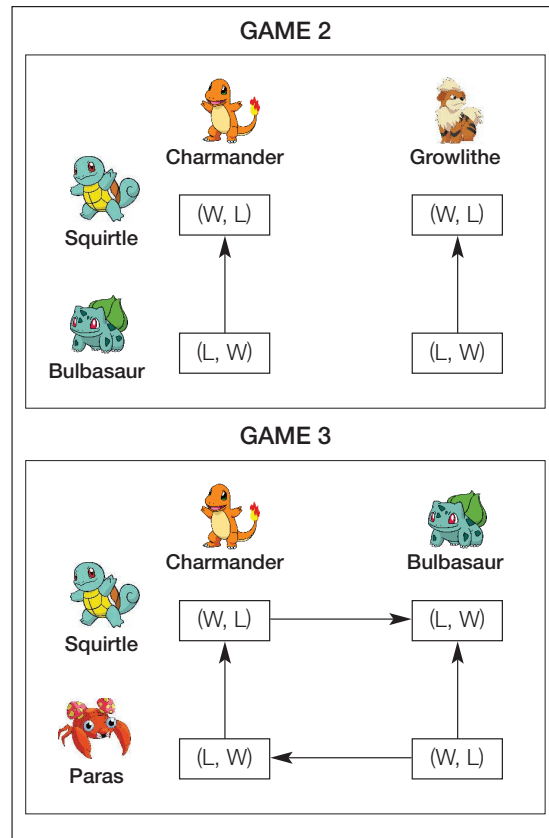 GAME 2
Charmander Growlithe
Squirtle
(W, L) (W, L)
Bulbasaur
(L, W) (L, W)
GAME 3
Charmander Bulbasaur
Squirtle
(W, L) (L, W)
Paras
(L, W) (W, L)